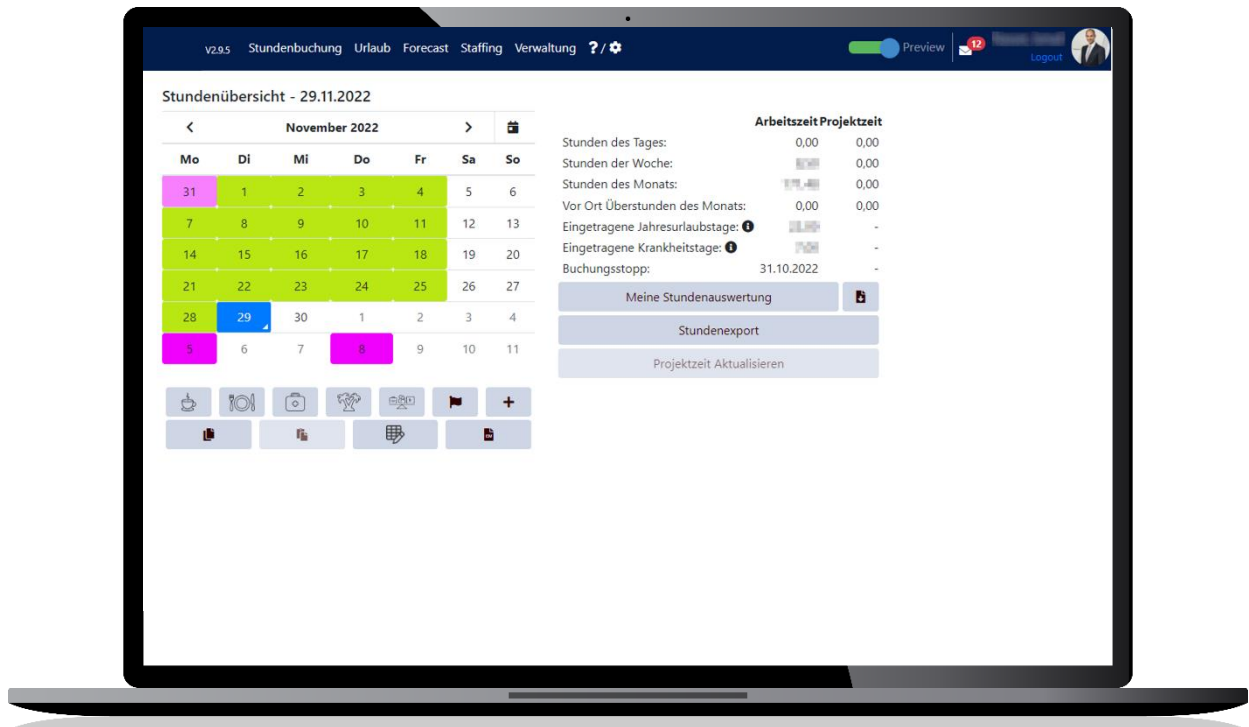 V2.9.5 Stundenbuchung Urlaub Forecast Staffing Verwaltung ? / Preview 12
Logout
Stundenübersicht - 29.11.2022
November 2022
Mo Di Mi Do Fr Sa So
31 1 2 3 4 5 6
7 8 9 10 11 12 13
14 15 16 17 18 19 20
21 22 23 24 25 26 27
28 29 30 1 2 3 4
5 6 7 8 9 10 11
Arbeitszeit Projektzeit
Stunden des Tages: 0,00 0,00
Stunden der Woche: 0,00
Stunden des Monats: 0,00
Vor Ort Überstunden des Monats: 0,00 0,00
Eingetragene Jahresurlaubstage: -
Eingetragene Krankheitstage: -
Buchungsstopp: 31.10.2022 -
Meine Stundenauswertung
Stundenexport
Projektzeit Aktualisieren